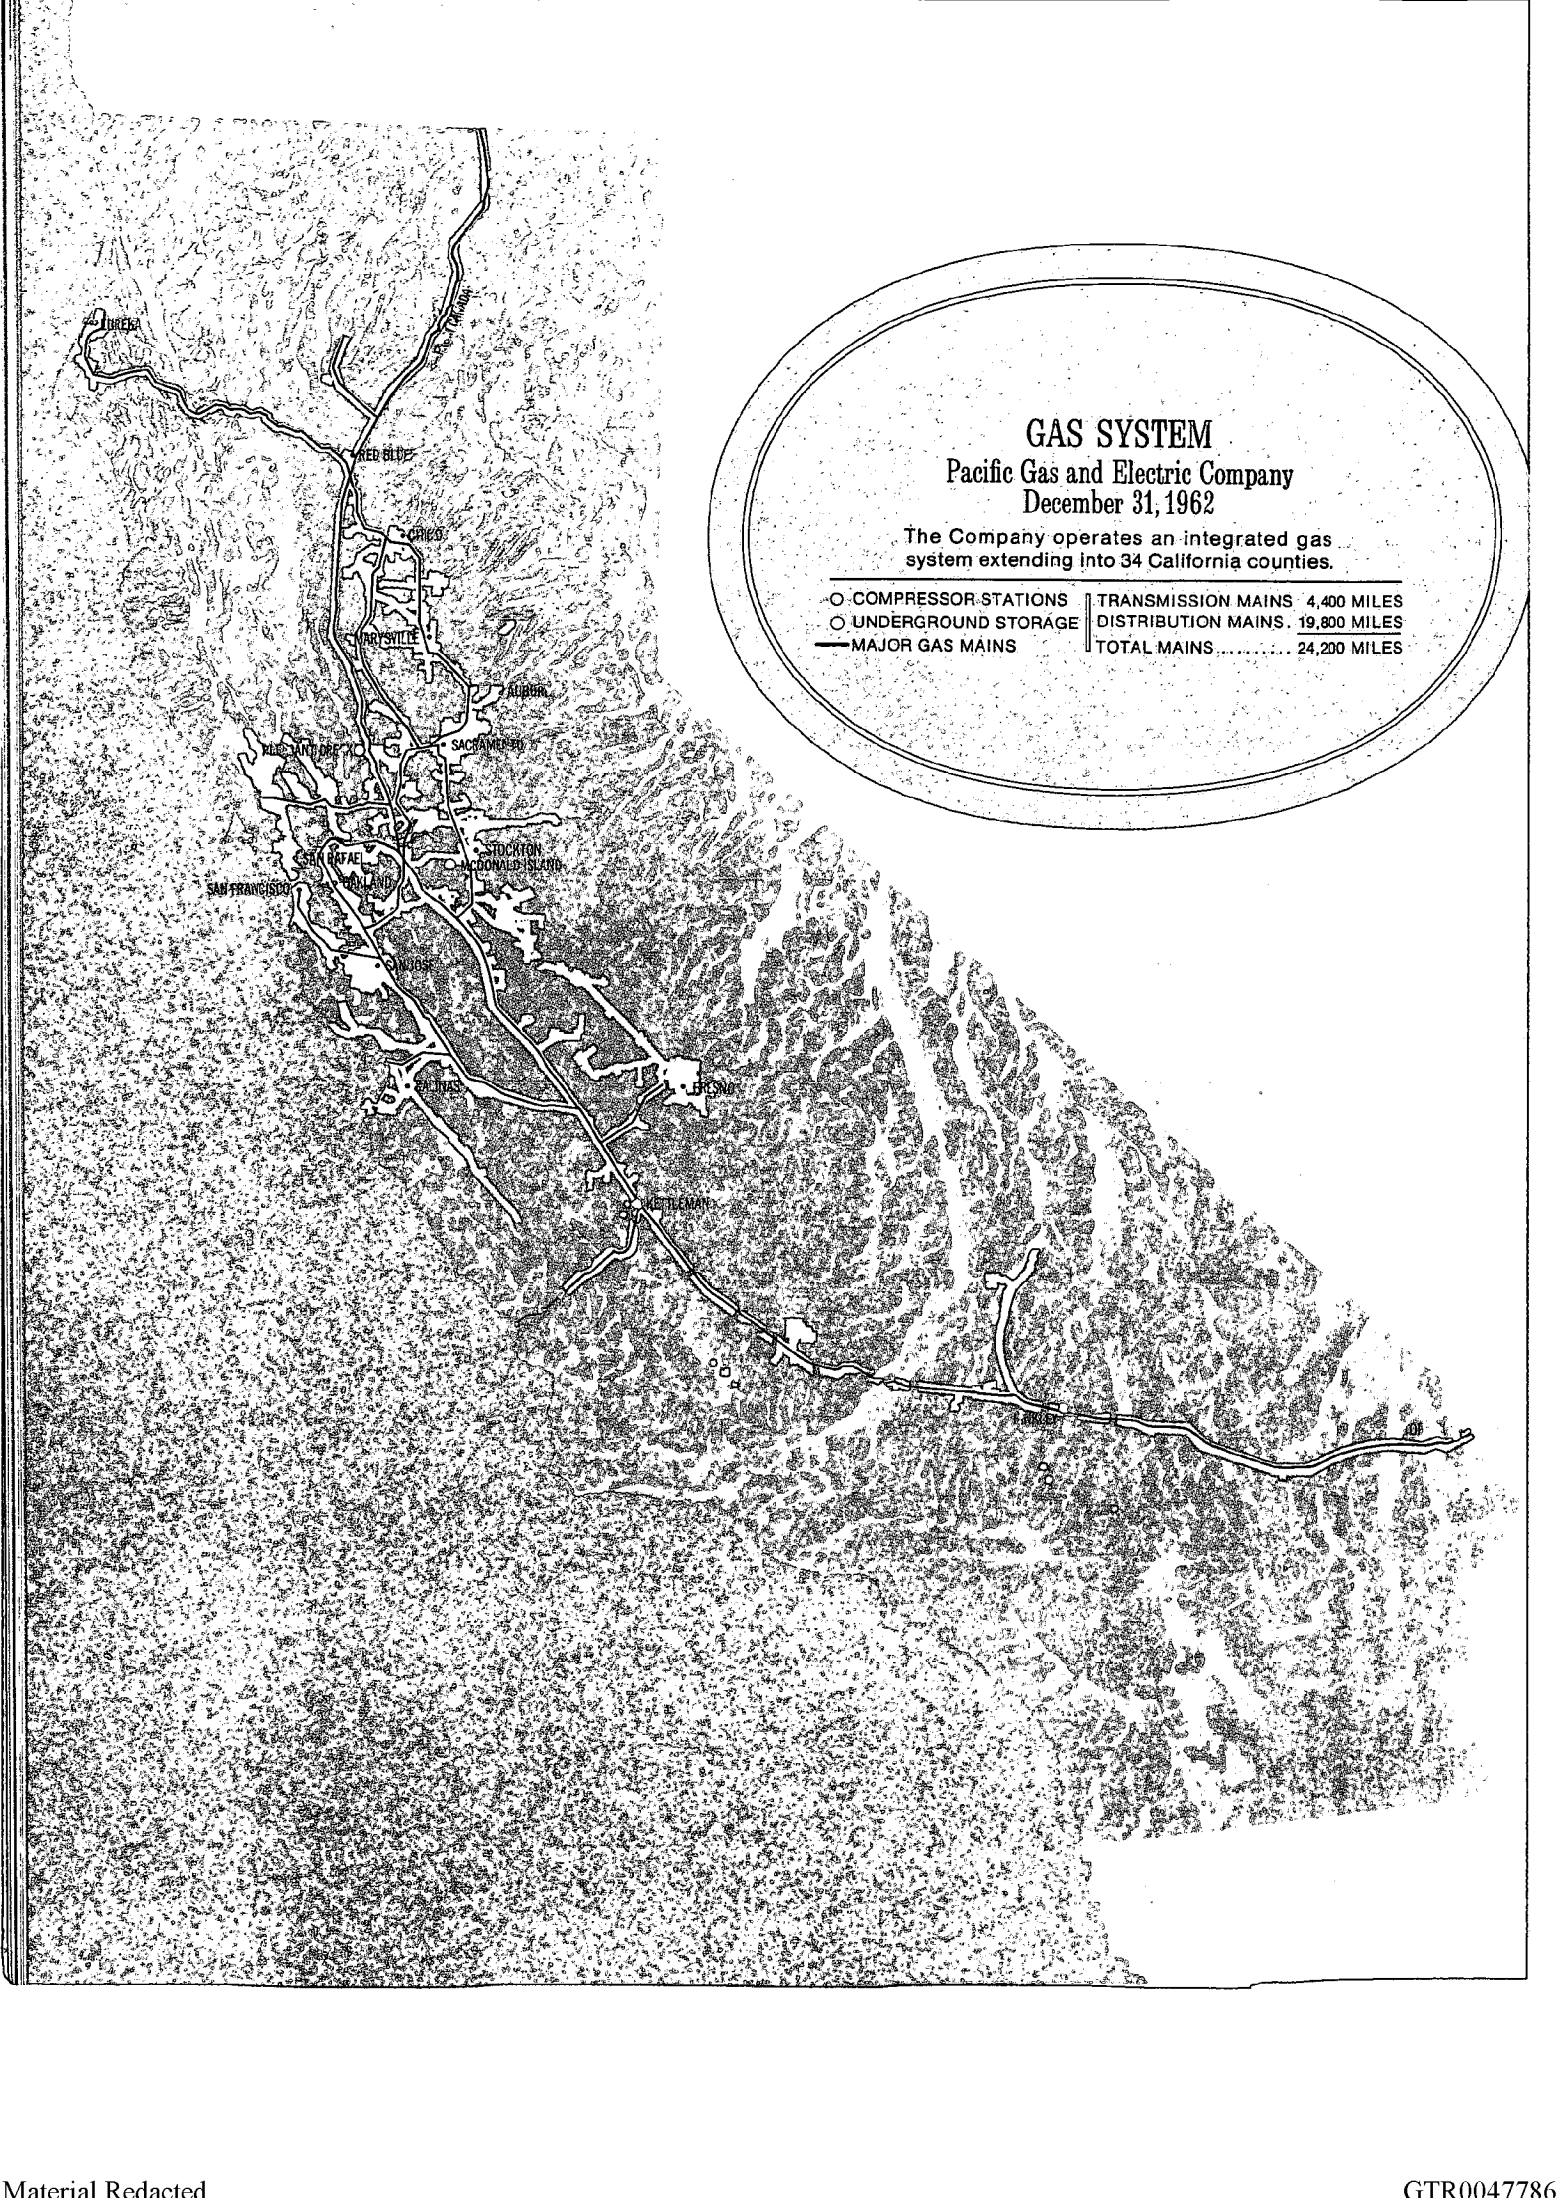 EUREKA
RED BLUFF
CHICO
MARYSVILLE
AUBURN
PLEASANT CREEK
SACRAMENTO
STOCKTON
MCDONALD ISLAND
SAN RAFAEL
OAKLAND
SAN FRANCISCO
SAN JOSE
SALINAS
FRESNO
KETTLEMAN
GAS SYSTEM
Pacific Gas and Electric Company
December 31, 1962
The Company operates an integrated gas
system extending into 34 California counties.
COMPRESSOR STATIONS
UNDERGROUND STORAGE
MAJOR GAS MAINS
TRANSMISSION MAINS 4,400 MILES
DISTRIBUTION MAINS. 19,800 MILES
TOTAL MAINS.......... 24,200 MILES
Material Redacted
GTR0047786